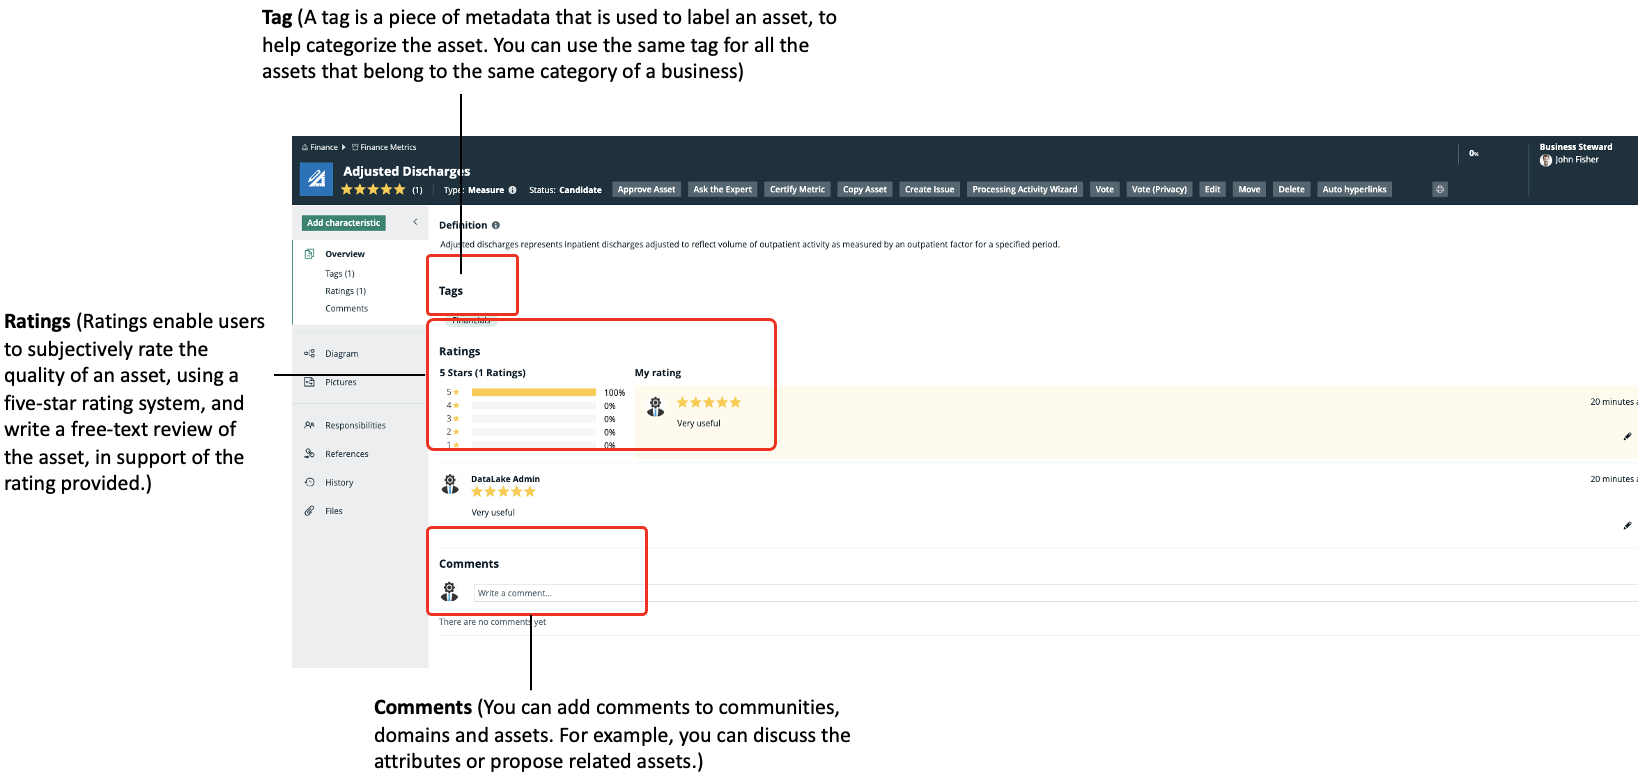 Tag (A tag is a piece of metadata that is used to label an asset, to
help categorize the asset. You can use the same tag for all the
assets that belong to the same category of a business)
Finance Finance Metrics
Adjusted Discharges
(1) Type: Measure Status: Candidate Approve Asset Ask the Expert Certify Metric Copy Asset Create Issue Processing Activity Wizard Vote Vote (Privacy) Edit Move Delete Auto hyperlinks
0%
Business Steward
John Fisher
Add characteristic
Overview
Tags (1)
Ratings (1)
Comments
Diagram
Pictures
Responsibilities
References
History
Files
Definition
Adjusted discharges represents inpatient discharges adjusted to reflect volume of outpatient activity as measured by an outpatient factor for a specified period.
Tags
Financials
Ratings (Ratings enable users
to subjectively rate the
quality of an asset, using a
five-star rating system, and
write a free-text review of
the asset, in support of the
rating provided.)
Ratings
5 Stars (1 Ratings)
5 100%
4 0%
3 0%
2 0%
1 0%
My rating
Very useful
20 minutes a
DataLake Admin
Very useful
20 minutes a
Comments
Write a comment...
There are no comments yet
Comments (You can add comments to communities,
domains and assets. For example, you can discuss the
attributes or propose related assets.)